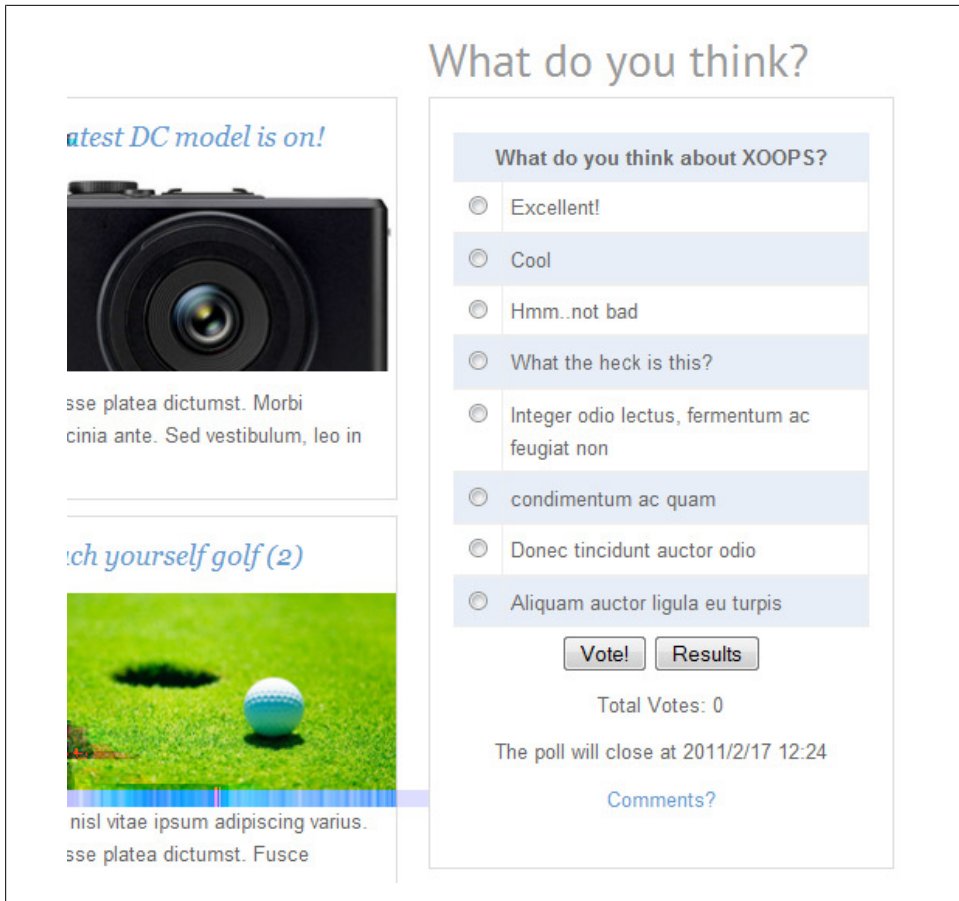 What do you think?
atest DC model is on!
sse platea dictumst. Morbi
cinia ante. Sed vestibulum, leo in
ch yourself golf (2)
nisl vitae ipsum adipiscing varius.
sse platea dictumst. Fusce
What do you think about XOOPS?
Excellent!
Cool
Hmm..not bad
What the heck is this?
Integer odio lectus, fermentum ac
feugiat non
condimentum ac quam
Donec tincidunt auctor odio
Aliquam auctor ligula eu turpis
Vote! Results
Total Votes: 0
The poll will close at 2011/2/17 12:24
Comments?